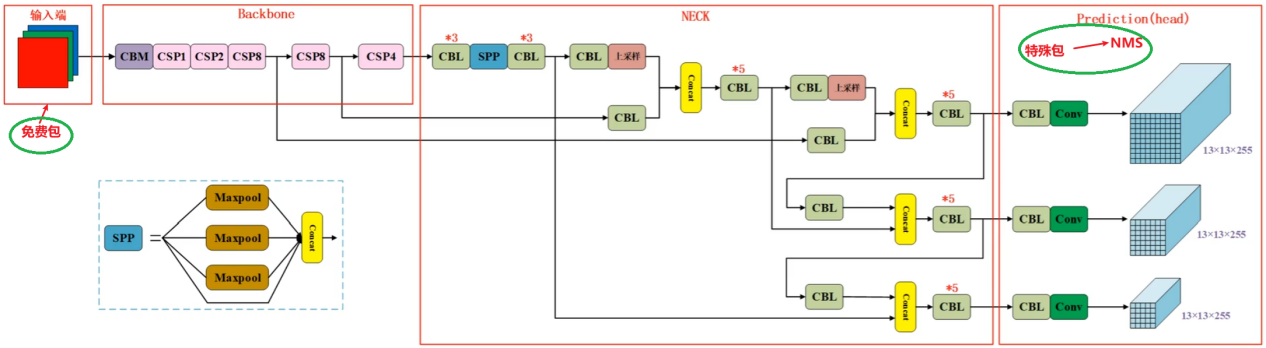 输入端
Backbone
NECK
Prediction(head)
CBM
CSP1
CSP2
CSP8
CSP8
CSP4
*3
CBL
SPP
*3
CBL
CBL
上采样
CBL
Concat
*5
CBL
CBL
上采样
CBL
Concat
*5
CBL
CBL
Conv
特殊包
NMS
13×13×255
免费包
CBL
Concat
*5
CBL
CBL
Conv
13×13×255
CBL
Concat
*5
CBL
CBL
Conv
13×13×255
SPP
=
Maxpool
Maxpool
Maxpool
Concat